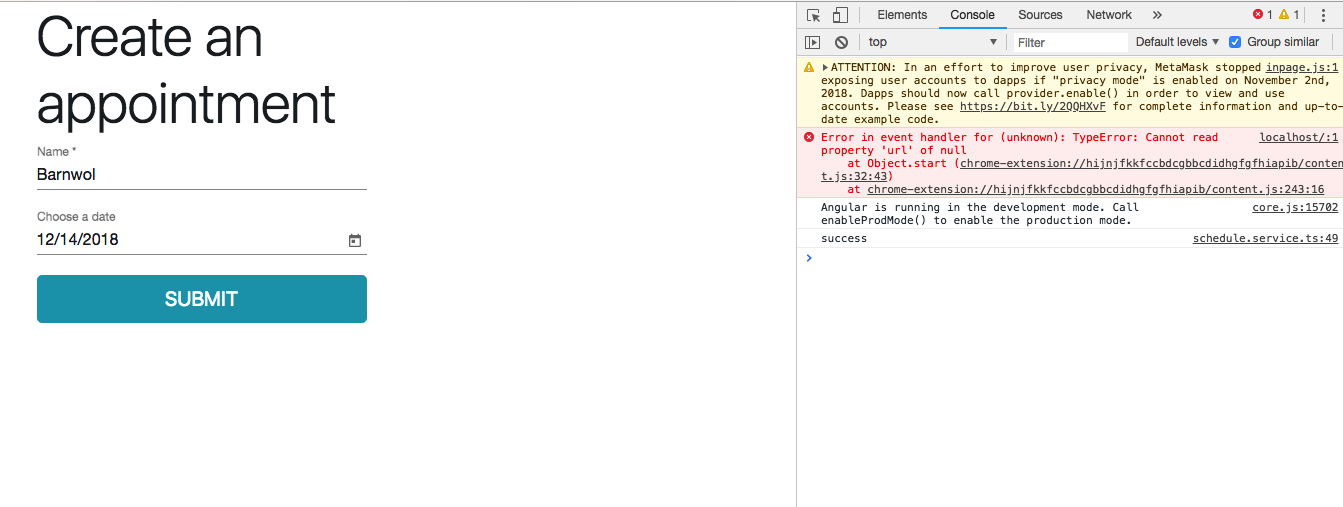 Create an
appointment
Name *
Barnwol
Choose a date
12/14/2018
SUBMIT
Elements Console Sources Network » 1 1
top Filter Default levels Group similar
ATTENTION: In an effort to improve user privacy, MetaMask stopped inpage.js:1
exposing user accounts to dapps if "privacy mode" is enabled on November 2nd,
2018. Dapps should now call provider.enable() in order to view and use
accounts. Please see https://bit.ly/2QQHXvF for complete information and up-to-
date example code.
Error in event handler for (unknown): TypeError: Cannot read localhost/:1
property 'url' of null
at Object.start (chrome-extension://hijnjfkkfccbdcgbbcdidhgfgfhiapib/conten
t.js:32:43)
at chrome-extension://hijnjfkkfccbdcgbbcdidhgfgfhiapib/content.js:243:16
Angular is running in the development mode. Call core.js:15702
enableProdMode() to enable the production mode.
success schedule.service.ts:49